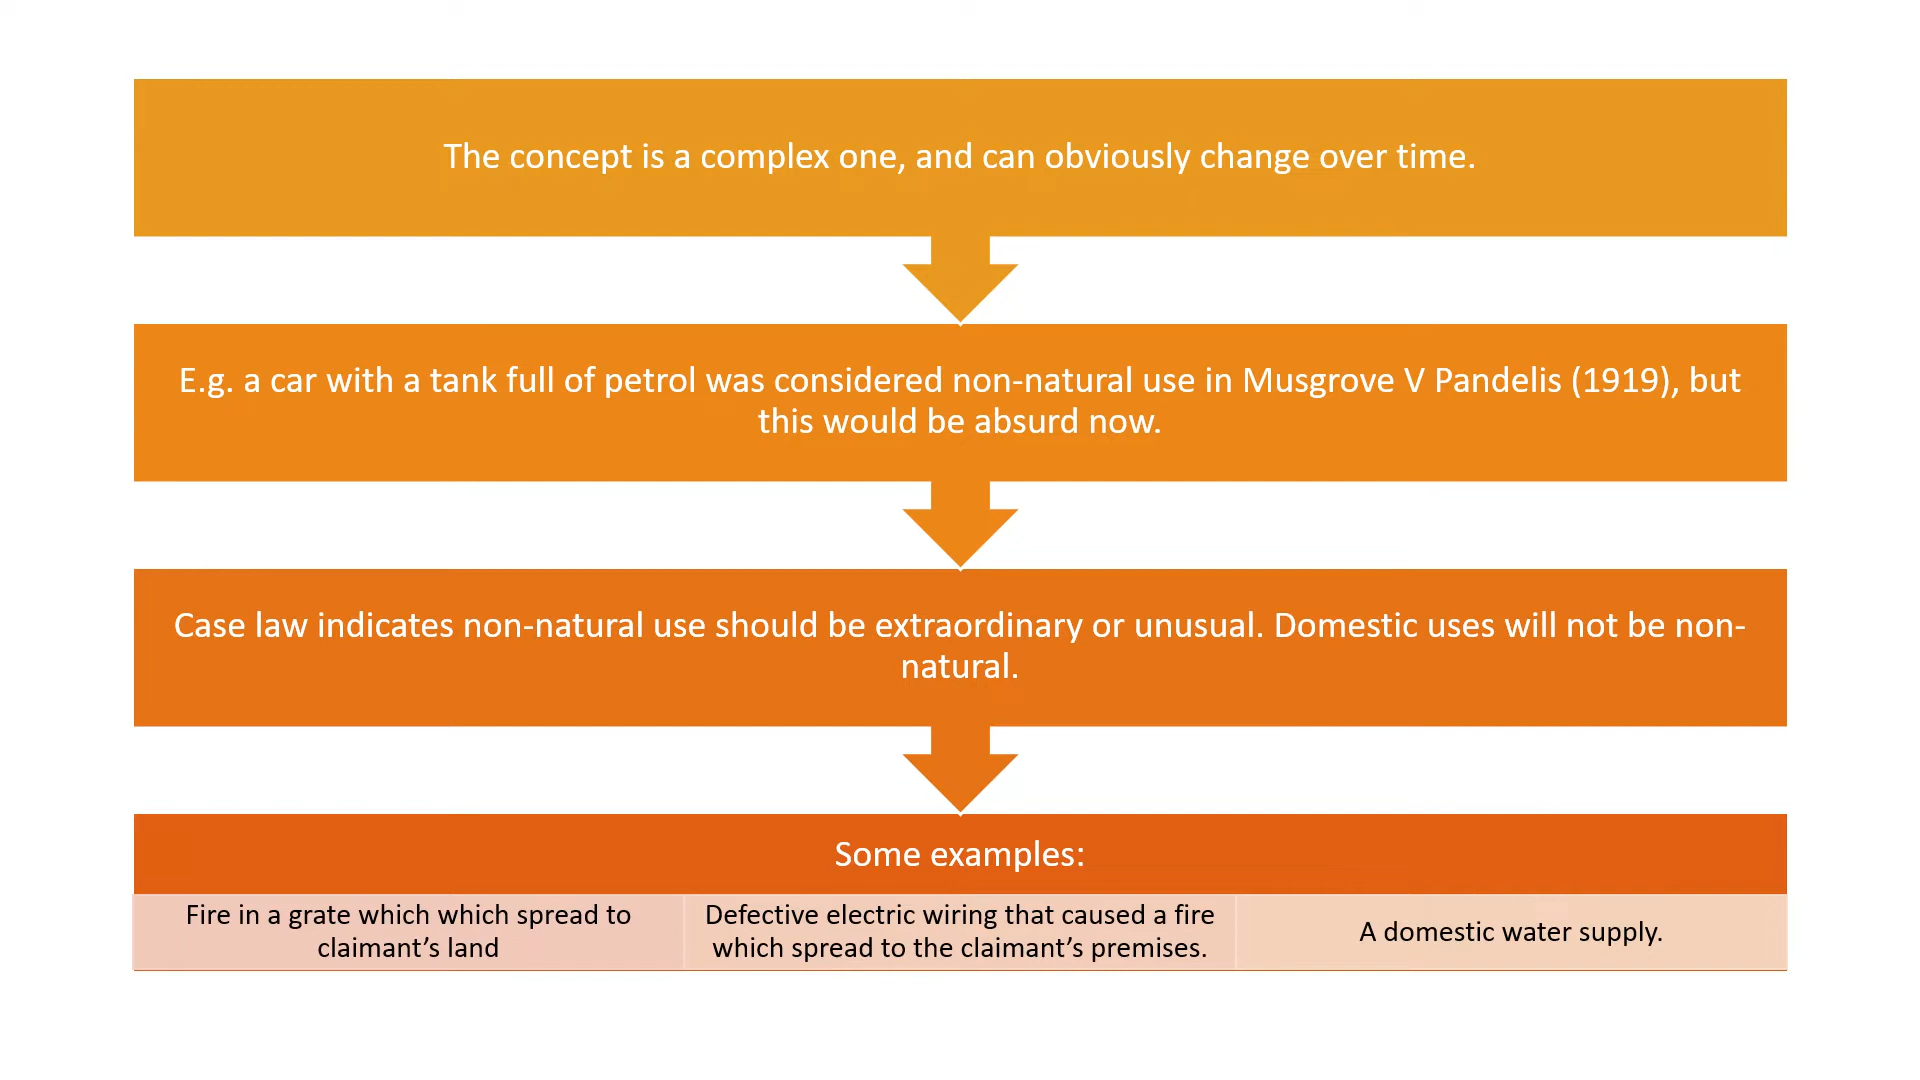 The concept is a complex one, and can obviously change over time.
E.g. a car with a tank full of petrol was considered non-natural use in Musgrove V Pandelis (1919), but
this would be absurd now.
Case law indicates non-natural use should be extraordinary or unusual. Domestic uses will not be non-
natural.
Some examples:
Fire in a grate which which spread to
claimant’s land
Defective electric wiring that caused a fire
which spread to the claimant’s premises.
A domestic water supply.